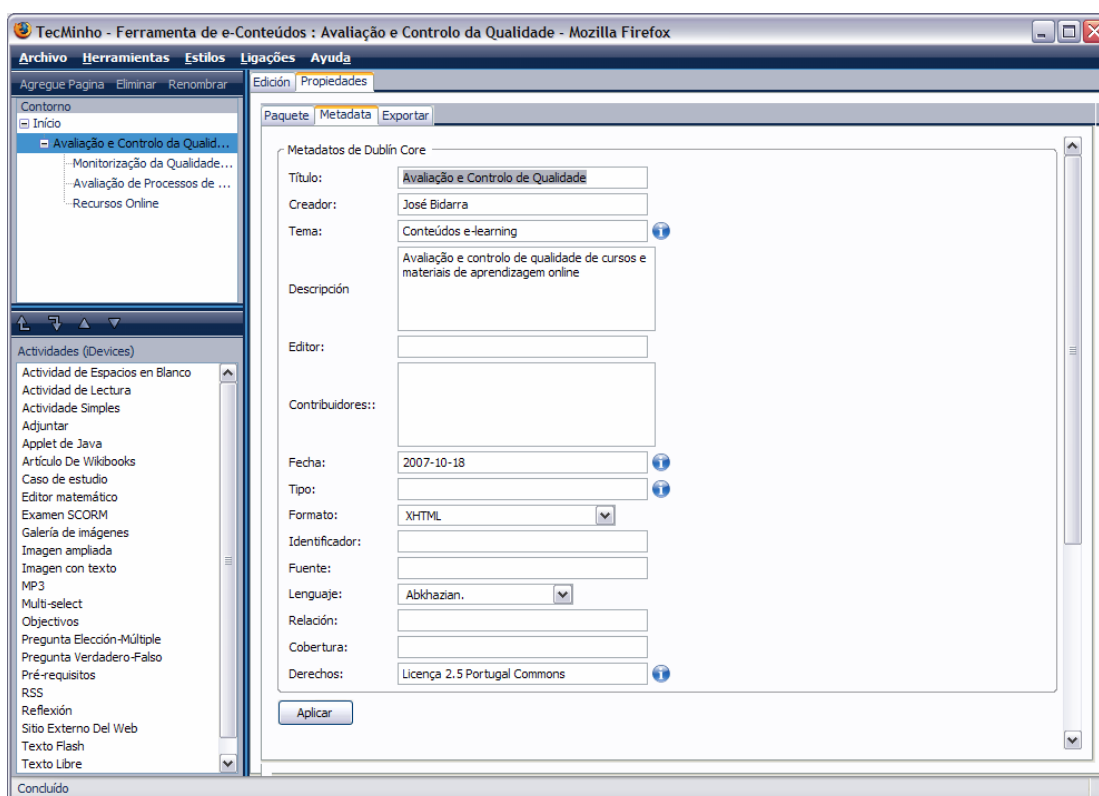 TecMinho - Ferramenta de e-Conteúdos : Avaliação e Controlo da Qualidade - Mozilla Firefox
Archivo Herramientas Estilos Ligações Ayuda
Agregue Pagina Eliminar Renombrar
Contorno
Início
Avaliação e Controlo da Qualid...
Monitorização da Qualidade...
Avaliação de Processos de ...
Recursos Online
Actividades (iDevices)
Actividad de Espacios en Blanco
Actividad de Lectura
Actividade Simples
Adjuntar
Applet de Java
Artículo De Wikibooks
Caso de estudio
Editor matemático
Examen SCORM
Galería de imágenes
Imagen ampliada
Imagen con texto
MP3
Multi-select
Objectivos
Pregunta Elección-Múltiple
Pregunta Verdadero-Falso
Pré-requisitos
RSS
Reflexión
Sitio Externo Del Web
Texto Flash
Texto Libre
Edición Propiedades
Paquete Metadata Exportar
Metadatos de Dublín Core
Título: Avaliação e Controlo de Qualidade
Creador: José Bidarra
Tema: Conteúdos e-learning
Descripción Avaliação e controlo de qualidade de cursos e
materiais de aprendizagem online
Editor:
Contribuidores::
Fecha: 2007-10-18
Tipo:
Formato: XHTML
Identificador:
Fuente:
Lenguaje: Abkhazian.
Relación:
Cobertura:
Derechos: Licença 2.5 Portugal Commons
Aplicar
Concluído